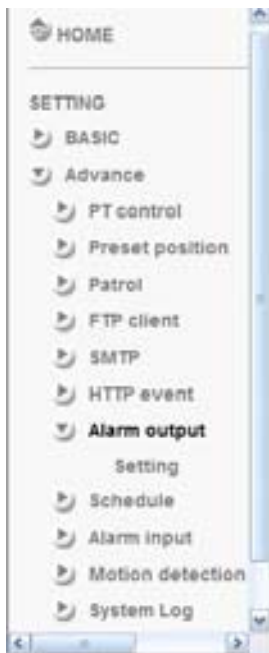 HOME
SETTING
BASIC
Advance
PT control
Preset position
Patrol
FTP client
SMTP
HTTP event
Alarm output
Setting
Schedule
Alarm input
Motion detection
System Log